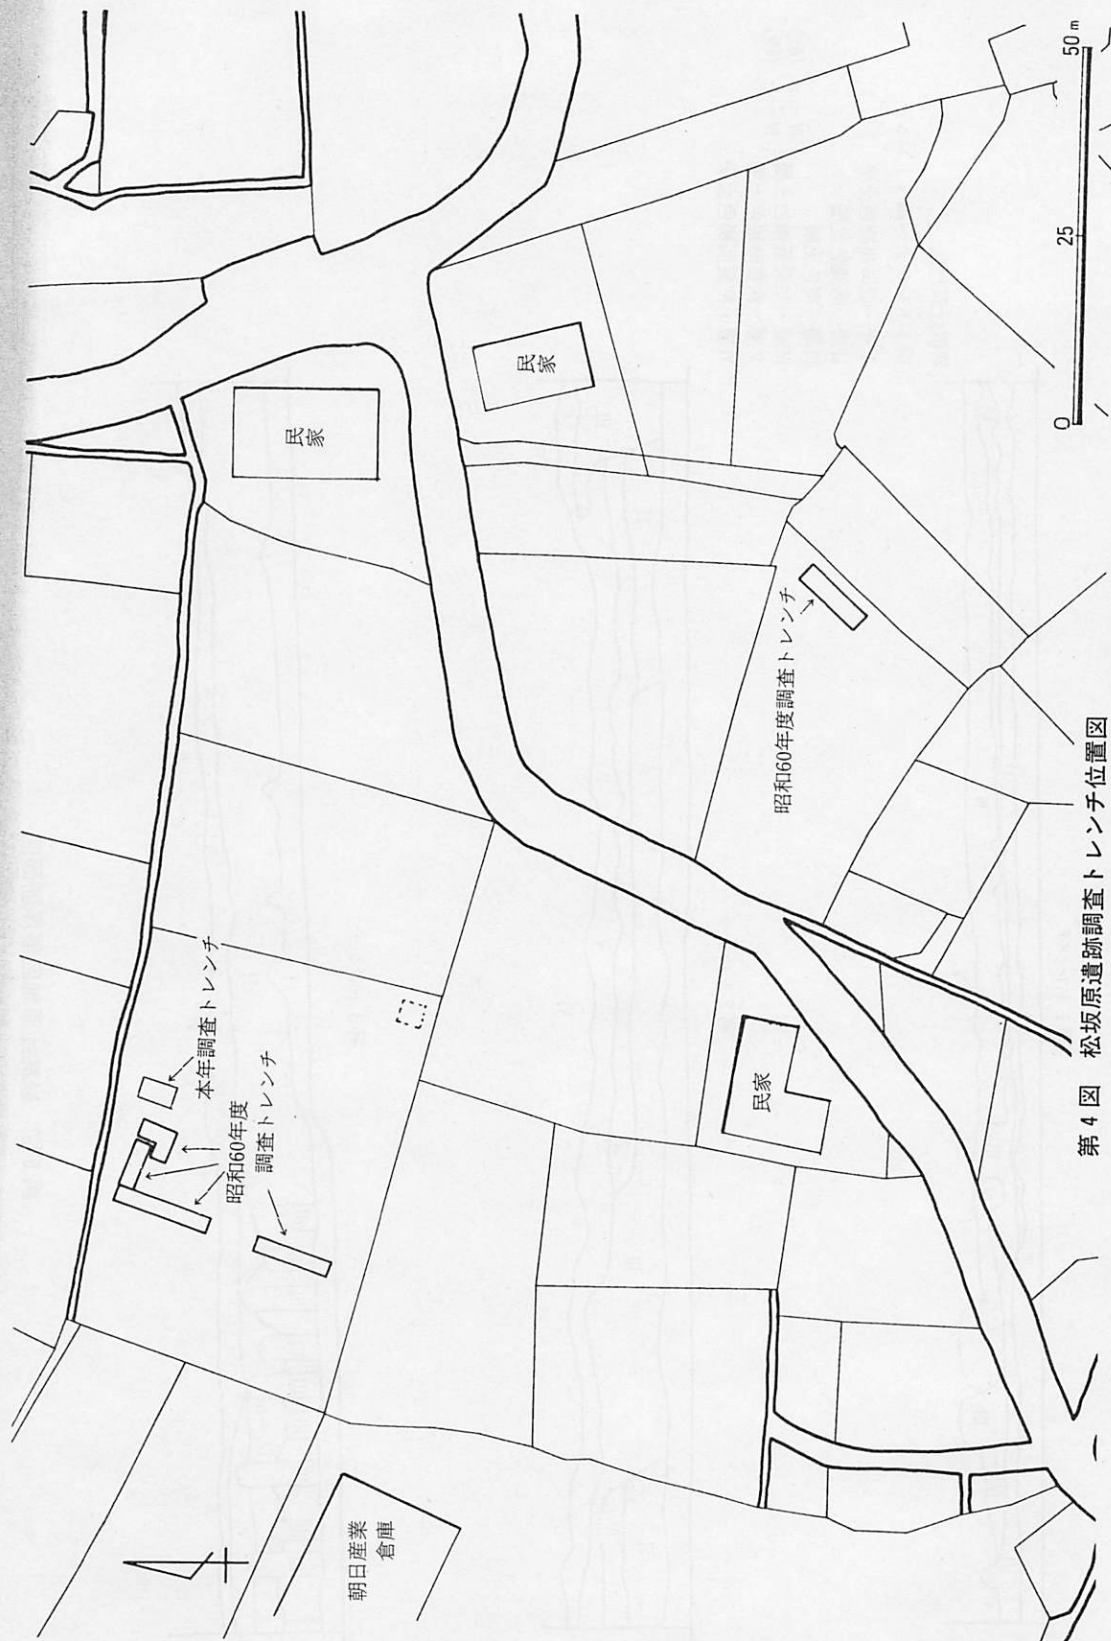 民家
民家
本年調査トレンチ
昭和60年度
調査トレンチ
昭和60年度調査トレンチ
民家
朝日産業
倉庫
0 25 50m
第4図 松坂原遺跡調査トレンチ位置図